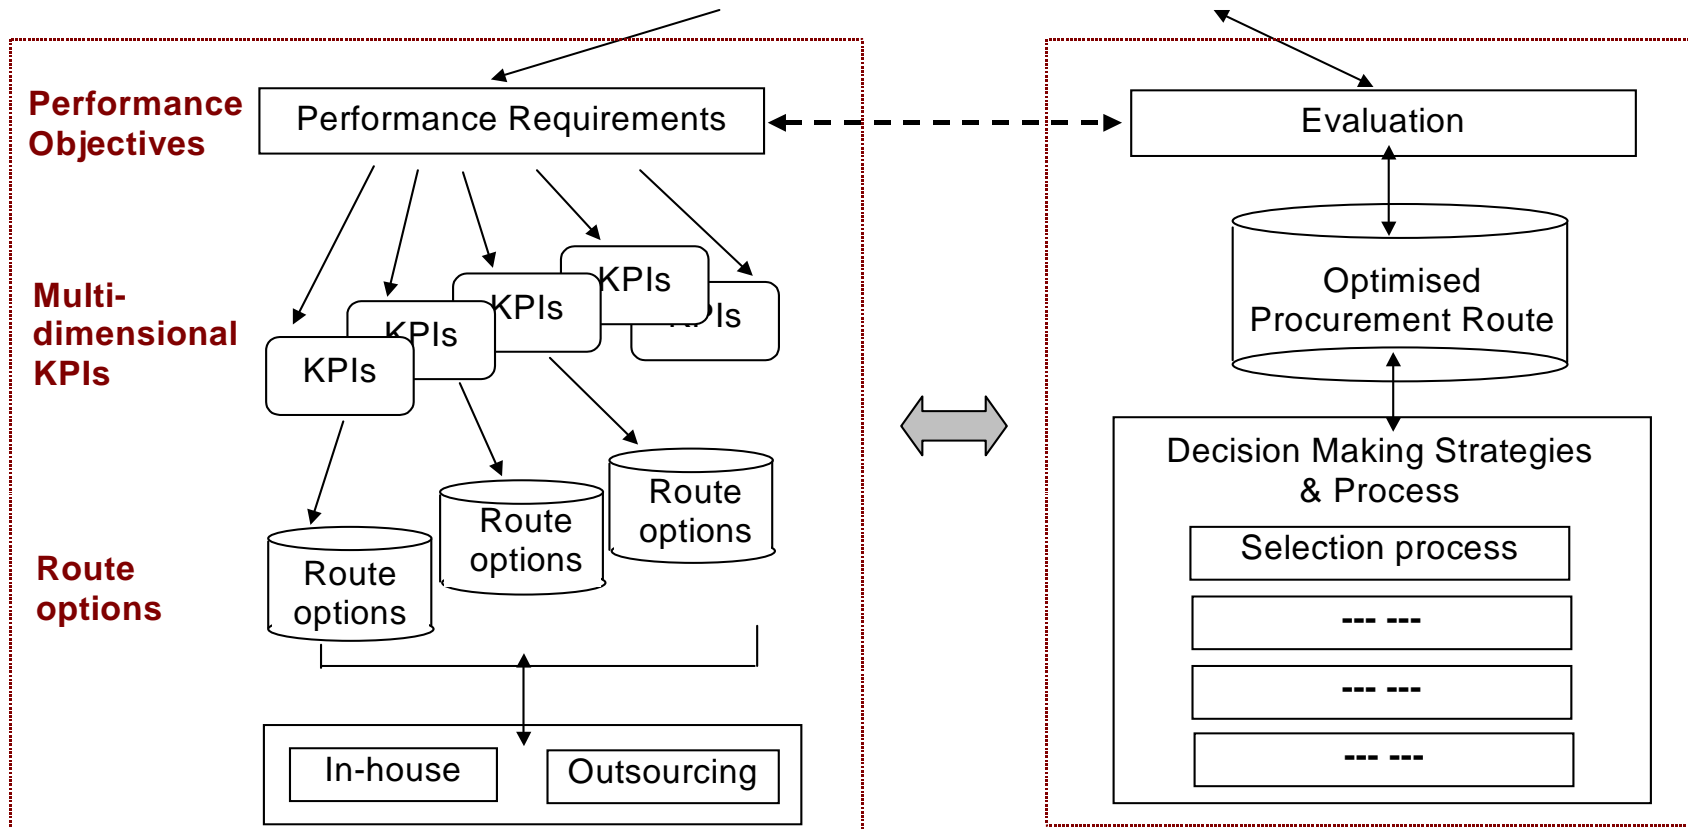 Performance
Objectives
Performance Requirements
Multi-
dimensional
KPIs
KPIs
KPIs
KPIs
KPIs
KPIs
Route
options
Route
options
Route
options
Route
options
In-house
Outsourcing
Evaluation
Optimised
Procurement Route
Decision Making Strategies
& Process
Selection process
--- ---
--- ---
--- ---